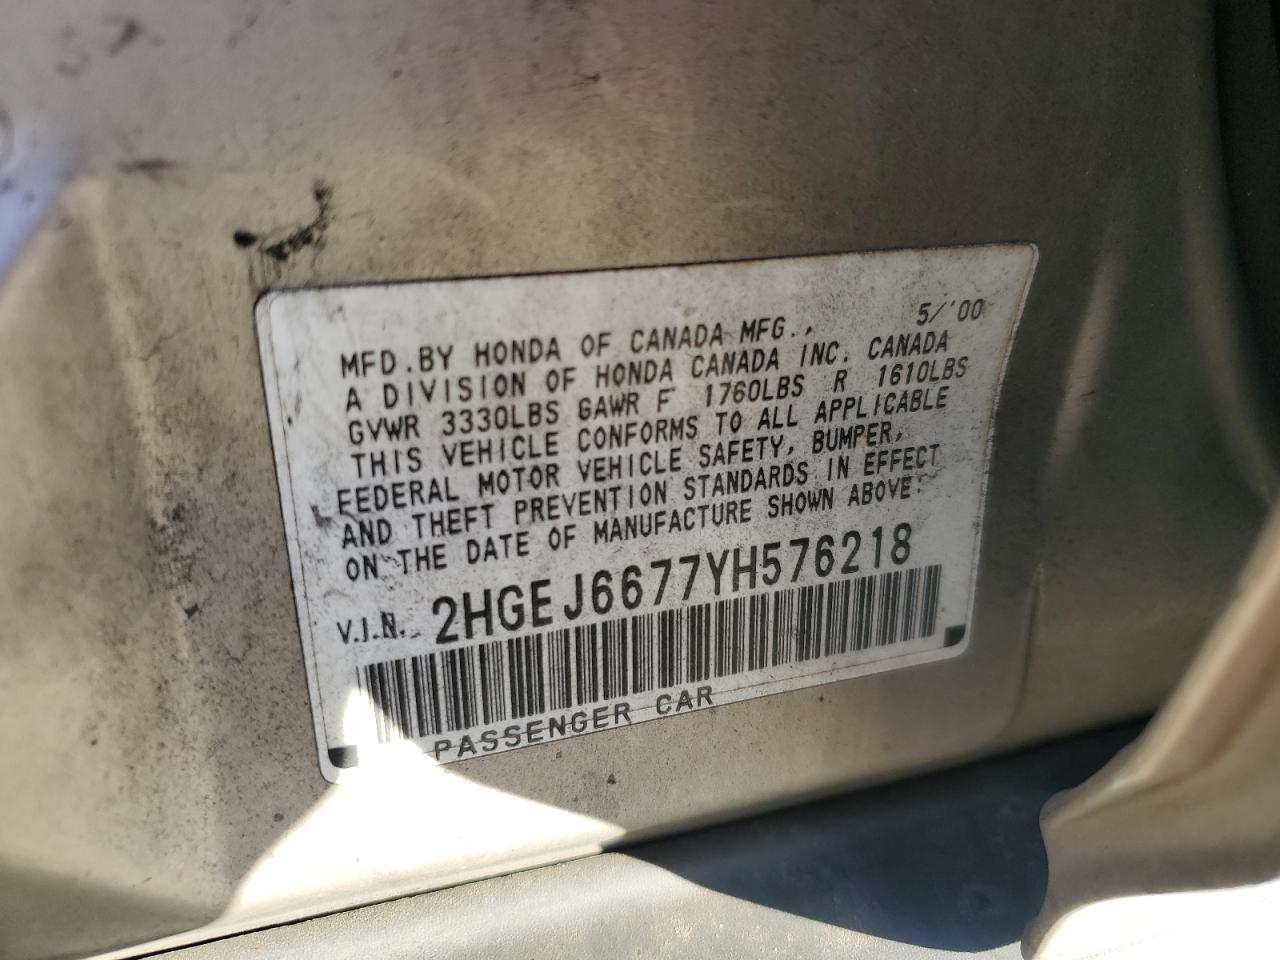 5/'00
MFD.BY HONDA OF CANADA MFG.,
A DIVISION OF HONDA CANADA INC. CANADA
GVWR 3330LBS GAWR F 1760LBS R 1610LBS
THIS VEHICLE CONFORMS TO ALL APPLICABLE
FEDERAL MOTOR VEHICLE SAFETY, BUMPER,
AND THEFT PREVENTION STANDARDS IN EFFECT
ON THE DATE OF MANUFACTURE SHOWN ABOVE.
V.I.N. 2HGEJ6677YH576218
PASSENGER CAR